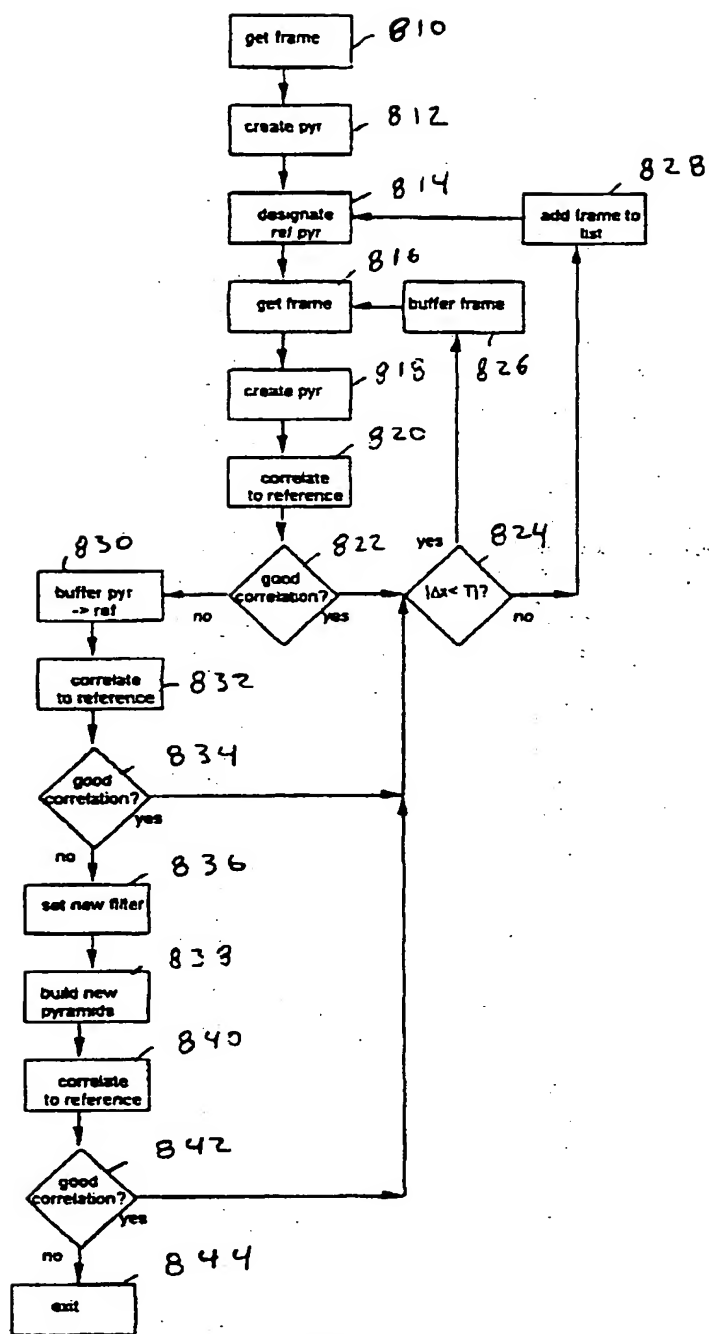 get frame
810
create pyr
812
designate
ref pyr
814
add frame to
list
828
get frame
816
buffer frame
826
create pyr
818
correlate
to reference
820
good
correlation?
822
no
yes
|Δx< T|?
824
yes
no
buffer pyr
-> ref
830
correlate
to reference
832
good
correlation?
834
yes
no
set new filter
836
build new
pyramids
838
correlate
to reference
840
good
correlation?
842
yes
no
exit
844